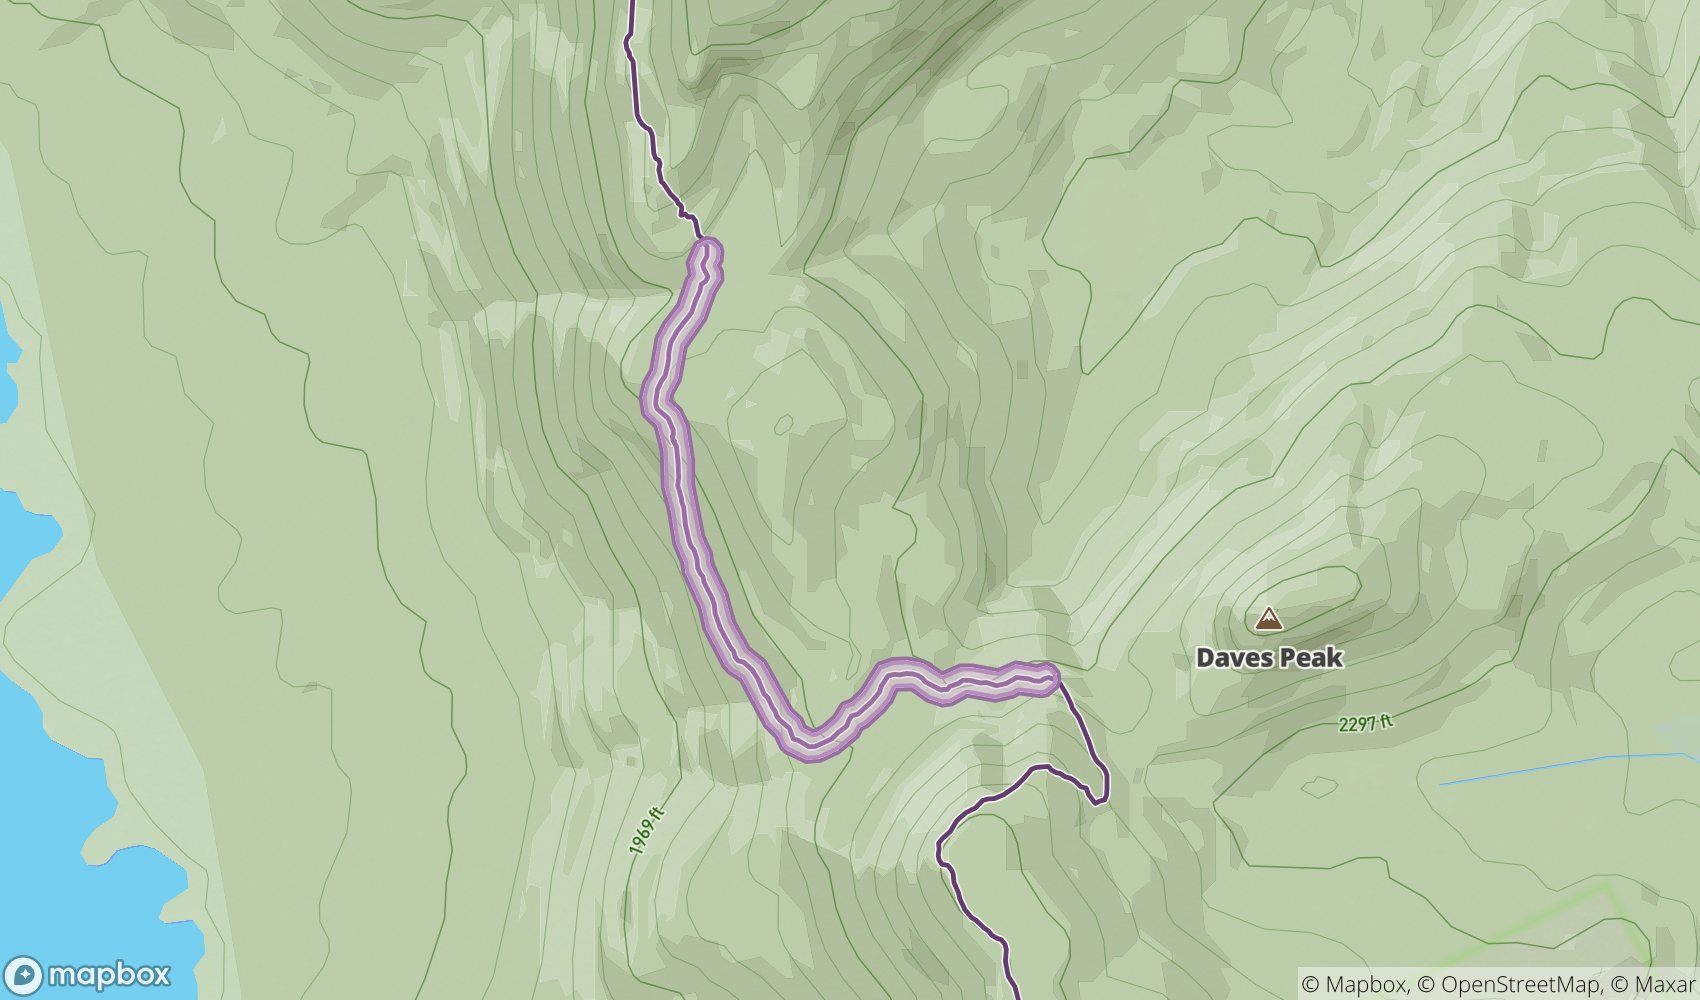 Daves Peak
2297 ft
1969 ft
mapbox
© Mapbox, © OpenStreetMap, © Maxar